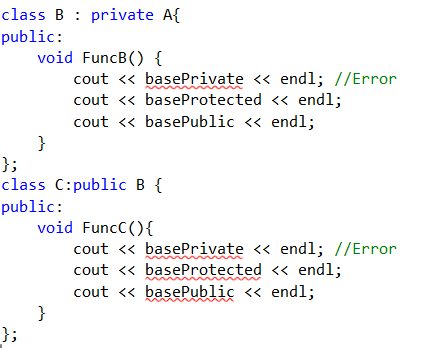 class B : private A{
public:
    void FuncB() {
        cout << basePrivate << endl; //Error
        cout << baseProtected << endl;
        cout << basePublic << endl;
    }
};
class C:public B {
public:
    void FuncC(){
        cout << basePrivate << endl; //Error
        cout << baseProtected << endl;
        cout << basePublic << endl;
    }
};